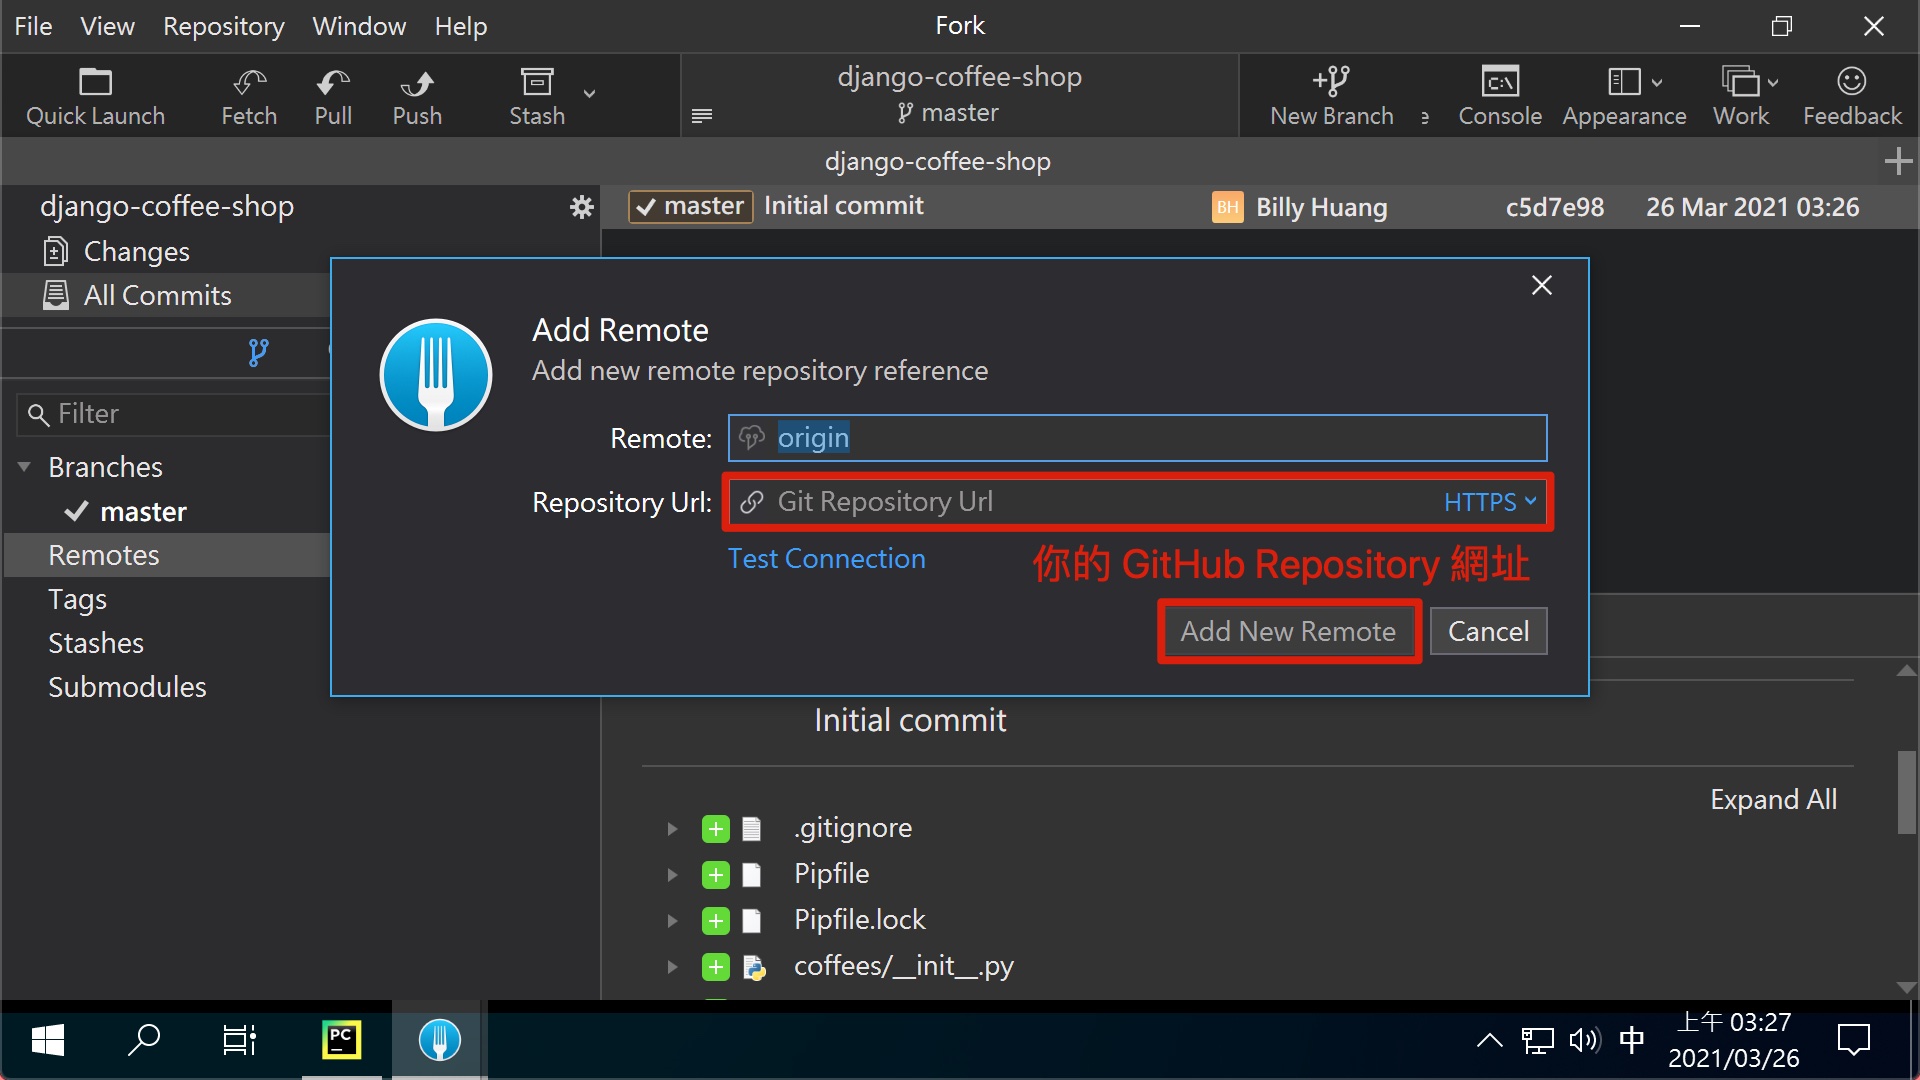 File View Repository Window Help
Fork
Quick Launch Fetch Pull Push Stash
django-coffee-shop
master
New Branch Console Appearance Work Feedback
django-coffee-shop
django-coffee-shop
master Initial commit BH Billy Huang c5d7e98 26 Mar 2021 03:26
Changes
All Commits
Filter
Branches
master
Remotes
Tags
Stashes
Submodules
Add Remote
Add new remote repository reference
Remote: origin
Repository Url: Git Repository Url HTTPS
Test Connection
你的 GitHub Repository 網址
Add New Remote Cancel
Initial commit
Expand All
.gitignore
Pipfile
Pipfile.lock
coffees/__init__.py
PC
中
上午 03:27
2021/03/26